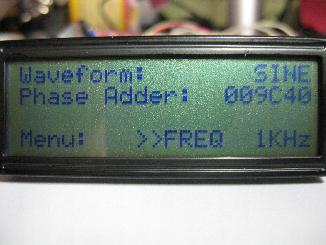 Waveform: SINE
Phase Adder: 009C40
Menu: >>FREQ 1KHz